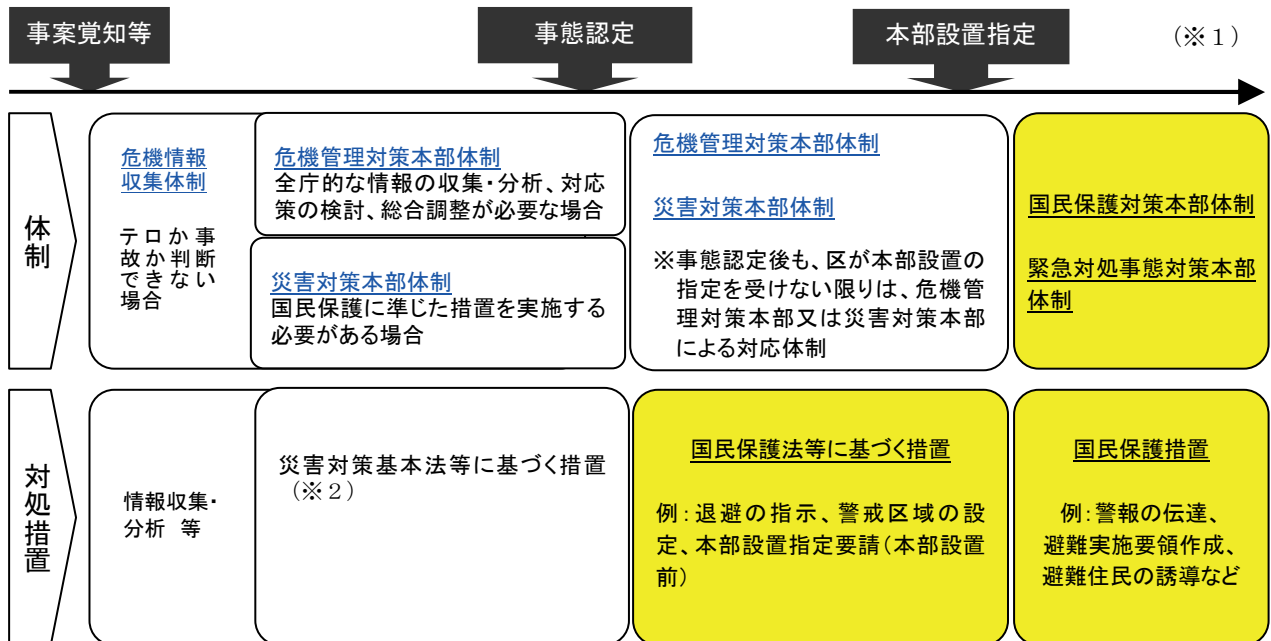 事案覚知等
事態認定
本部設置指定
(※1)
体制
危機情報
収集体制
テロか事
故か判断
できない
場合
危機管理対策本部体制
全庁的な情報の収集・分析、対応
策の検討、総合調整が必要な場合
災害対策本部体制
国民保護に準じた措置を実施する
必要がある場合
危機管理対策本部体制
災害対策本部体制
※事態認定後も、区が本部設置の
指定を受けない限りは、危機管
理対策本部又は災害対策本部
による対応体制
国民保護対策本部体制
緊急対処事態対策本部
体制
対処措置
情報収集・
分析 等
災害対策基本法等に基づく措置
(※2)
国民保護法等に基づく措置
例:退避の指示、警戒区域の設
定、本部設置指定要請(本部設置
前)
国民保護措置
例:警報の伝達、
避難実施要領作成、
避難住民の誘導など